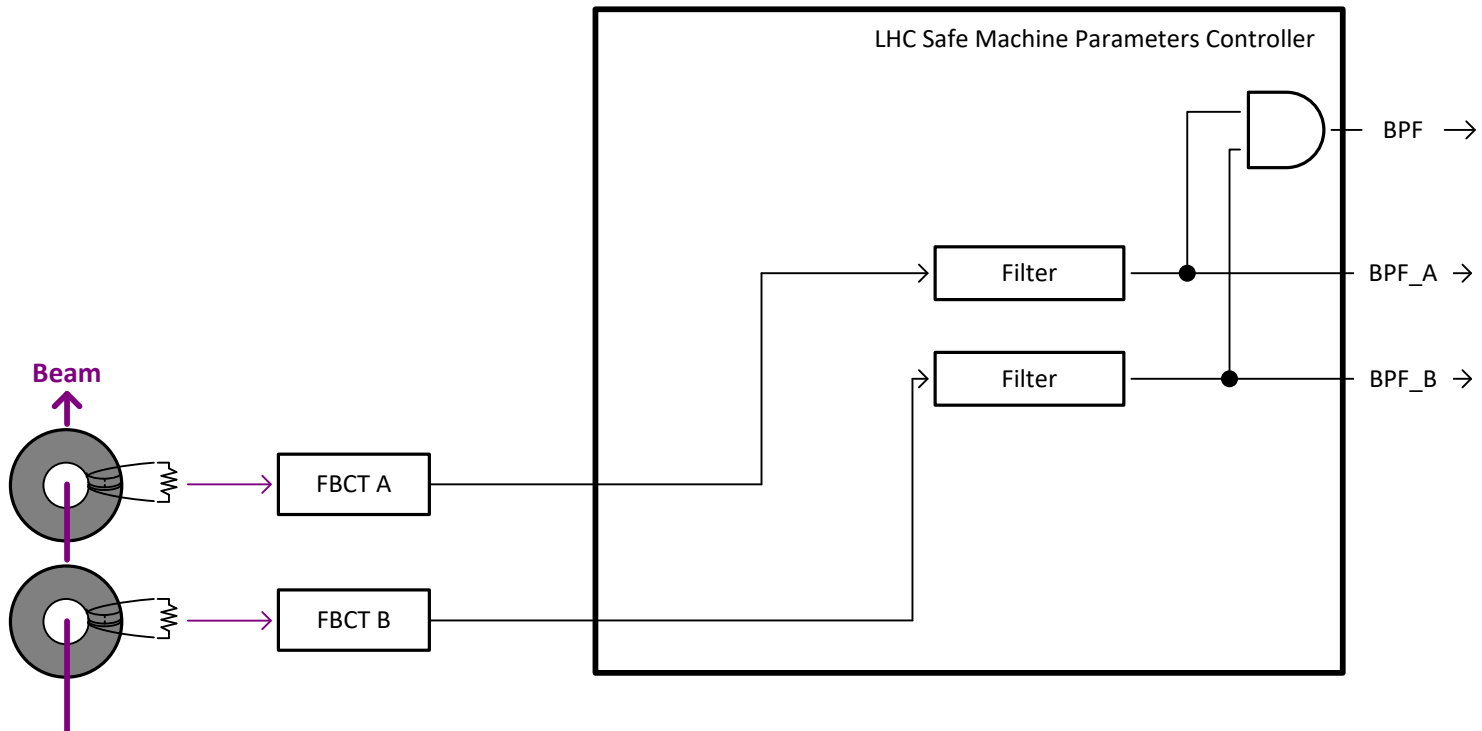 LHC Safe Machine Parameters Controller
BPF
Filter
BPF_A
Filter
BPF_B
Beam
FBCT A
FBCT B